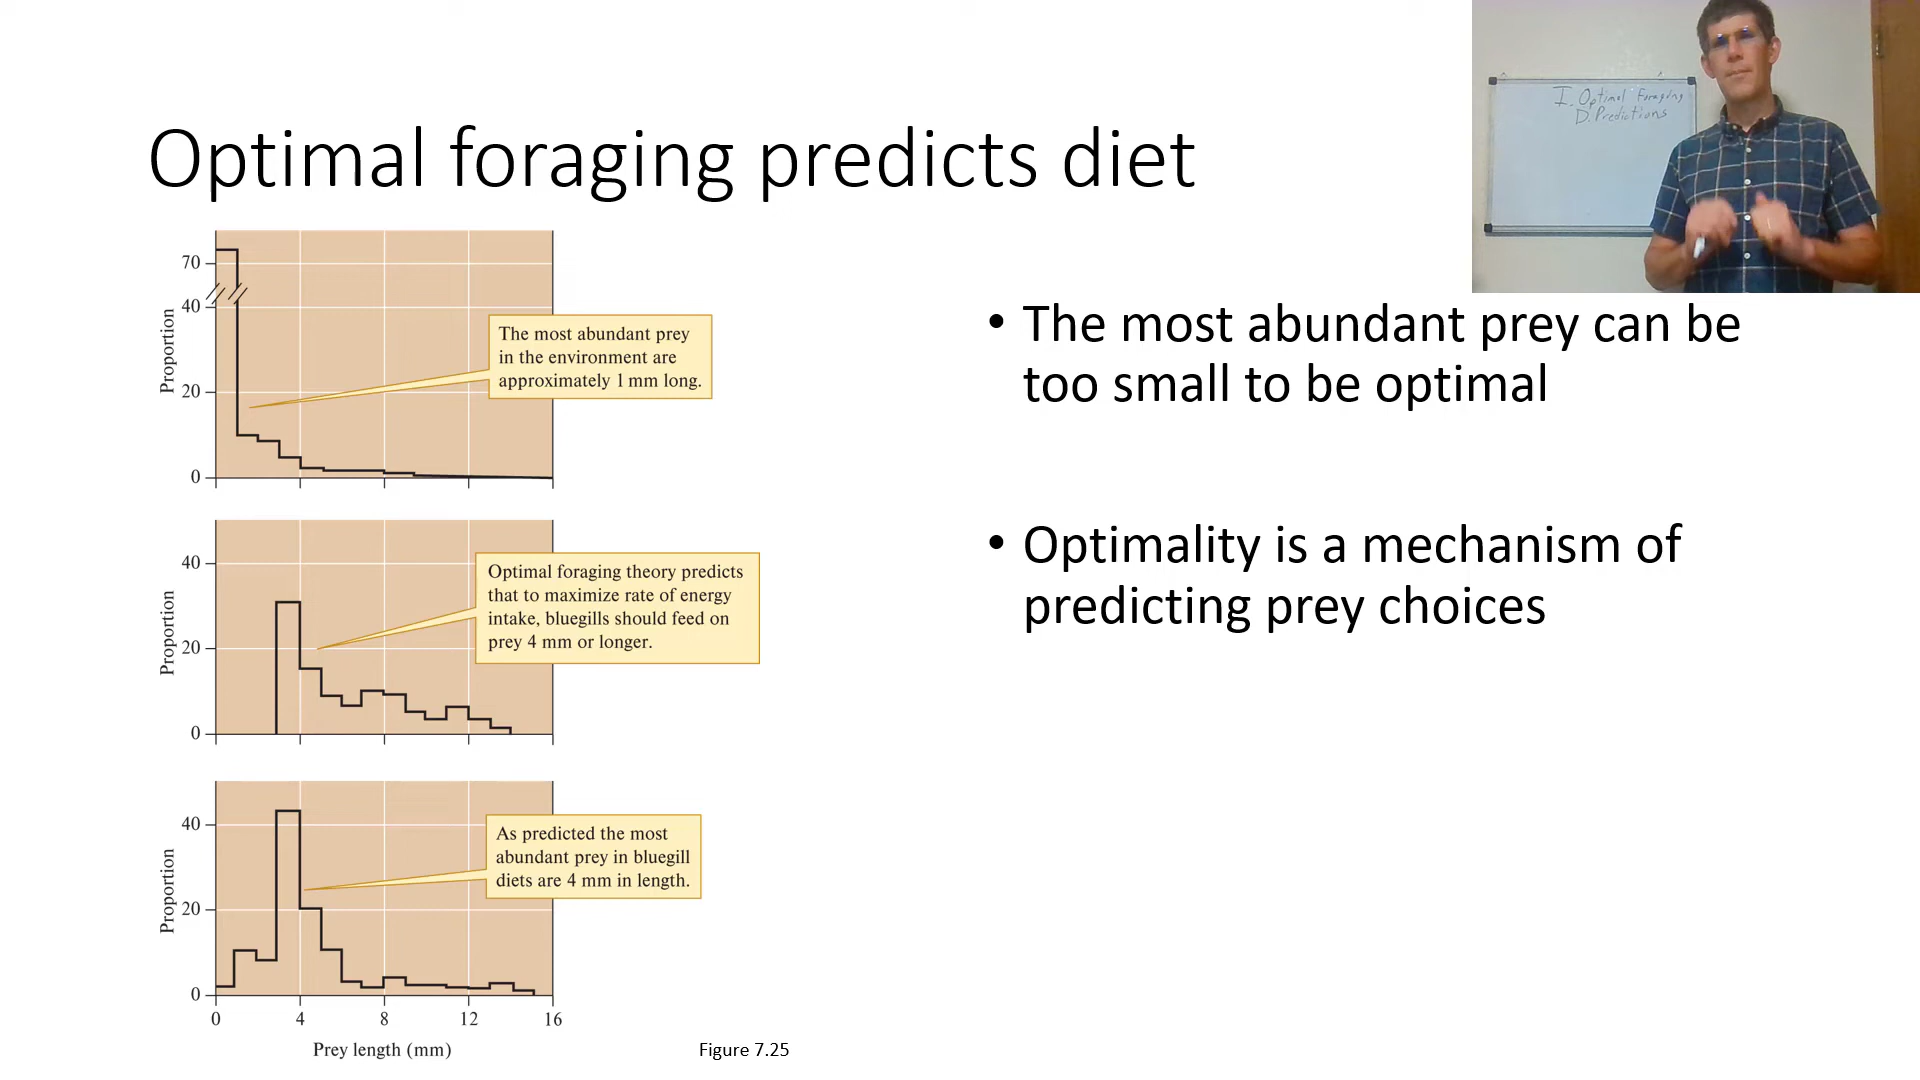 Optimal foraging predicts diet
I. Optimal Foraging
D. Predictions
70
40
20
0
Proportion
The most abundant prey
in the environment are
approximately 1 mm long.
40
20
0
Proportion
Optimal foraging theory predicts
that to maximize rate of energy
intake, bluegills should feed on
prey 4 mm or longer.
40
20
0
Proportion
As predicted the most
abundant prey in bluegill
diets are 4 mm in length.
0 4 8 12 16
Prey length (mm)
Figure 7.25
• The most abundant prey can be
too small to be optimal
• Optimality is a mechanism of
predicting prey choices